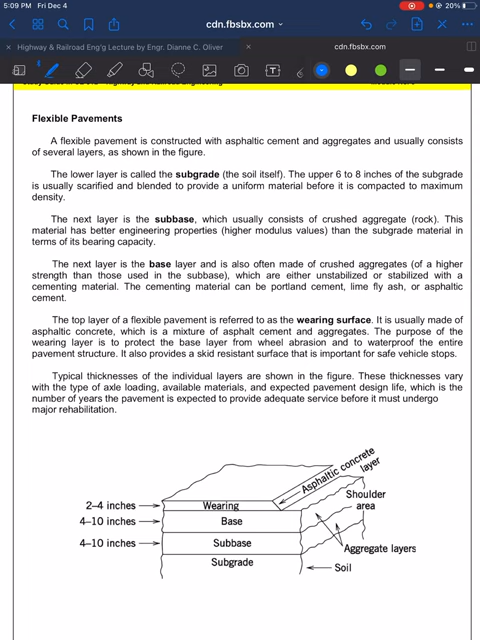 5:09 PM Fri Dec 4
20%
cdn.fbsbx.com
Highway & Railroad Eng'g Lecture by Engr. Dianne C. Oliver
cdn.fbsbx.com
Flexible Pavements
A flexible pavement is constructed with asphaltic cement and aggregates and usually consists
of several layers, as shown in the figure.
The lower layer is called the subgrade (the soil itself). The upper 6 to 8 inches of the subgrade
is usually scarified and blended to provide a uniform material before it is compacted to maximum
density.
The next layer is the subbase, which usually consists of crushed aggregate (rock). This
material has better engineering properties (higher modulus values) than the subgrade material in
terms of its bearing capacity.
The next layer is the base layer and is also often made of crushed aggregates (of a higher
strength than those used in the subbase), which are either unstabilized or stabilized with a
cementing material. The cementing material can be portland cement, lime fly ash, or asphaltic
cement.
The top layer of a flexible pavement is referred to as the wearing surface. It is usually made of
asphaltic concrete, which is a mixture of asphalt cement and aggregates. The purpose of the
wearing layer is to protect the base layer from wheel abrasion and to waterproof the entire
pavement structure. It also provides a skid resistant surface that is important for safe vehicle stops.
Typical thicknesses of the individual layers are shown in the figure. These thicknesses vary
with the type of axle loading, available materials, and expected pavement design life, which is the
number of years the pavement is expected to provide adequate service before it must undergo
major rehabilitation.
Asphaltic concrete
layer
Shoulder
area
2–4 inches
Wearing
4–10 inches
Base
4–10 inches
Subbase
Aggregate layers
Subgrade
Soil